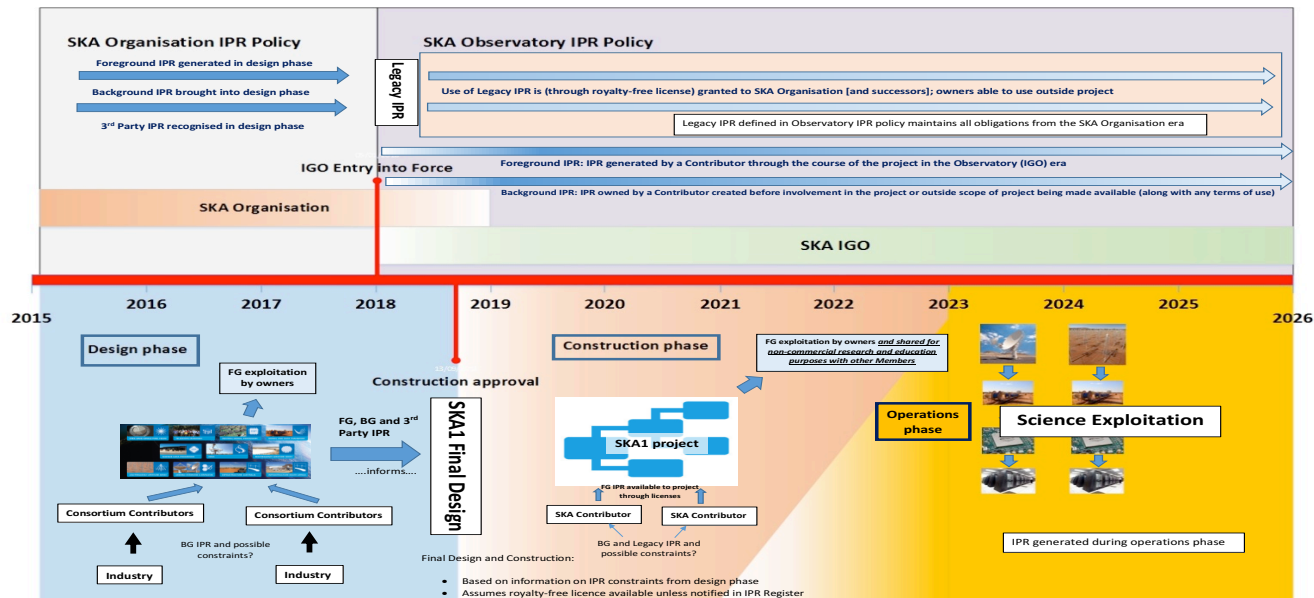 SKA Organisation IPR Policy
Foreground IPR generated in design phase
Background IPR brought into design phase
3rd Party IPR recognised in design phase
Legacy IPR
SKA Observatory IPR Policy
Use of Legacy IPR is (through royalty-free license) granted to SKA Organisation [and successors]; owners able to use outside project
Legacy IPR defined in Observatory IPR policy maintains all obligations from the SKA Organisation era
Foreground IPR: IPR generated by a Contributor through the course of the project in the Observatory (IGO) era
Background IPR: IPR owned by a Contributor created before involvement in the project or outside scope of project being made available (along with any terms of use)
IGO Entry into Force
SKA Organisation
SKA IGO
2015
2016
2017
2018
2019
2020
2021
2022
2023
2024
2025
2026
Design phase
FG exploitation
by owners
FG, BG and 3rd
Party IPR
....informs....
Consortium Contributors
Consortium Contributors
BG IPR and possible
constraints?
Industry
Industry
Construction approval
SKA1 Final Design
Construction phase
FG exploitation by owners and shared for
non-commercial research and education
purposes with other Members
SKA1 project
FG IPR available to project
through licenses
SKA Contributor
SKA Contributor
BG and Legacy IPR and
possible constraints?
Final Design and Construction:
• Based on information on IPR constraints from design phase
• Assumes royalty-free licence available unless notified in IPR Register
Operations
phase
Science Exploitation
IPR generated during operations phase